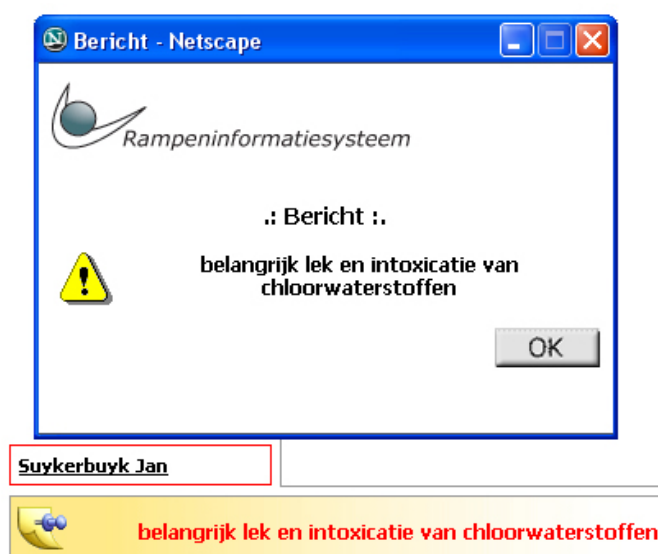 Bericht - Netscape
Rampeninformatiesysteem
.: Bericht :.
belangrijk lek en intoxicatie van
chloorwaterstoffen
OK
Suykerbuyk Jan
belangrijk lek en intoxicatie van chloorwaterstoffen